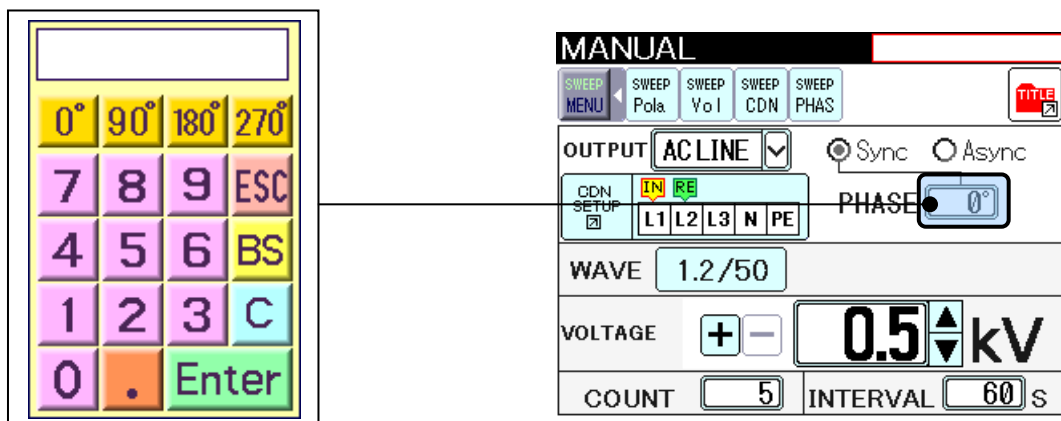 0° 90° 180° 270°
7 8 9 ESC
4 5 6 BS
1 2 3 C
0 . Enter
MANUAL
SWEEP MENU
SWEEP Pola.
SWEEP Vol
SWEEP CDN
SWEEP PHAS
TITLE
OUTPUT AC LINE Sync Async
CDN SETUP
IN RE
L1 L2 L3 N PE
PHASE 0°
WAVE 1.2/50
VOLTAGE + − 0.5 kV
COUNT 5 INTERVAL 60 S